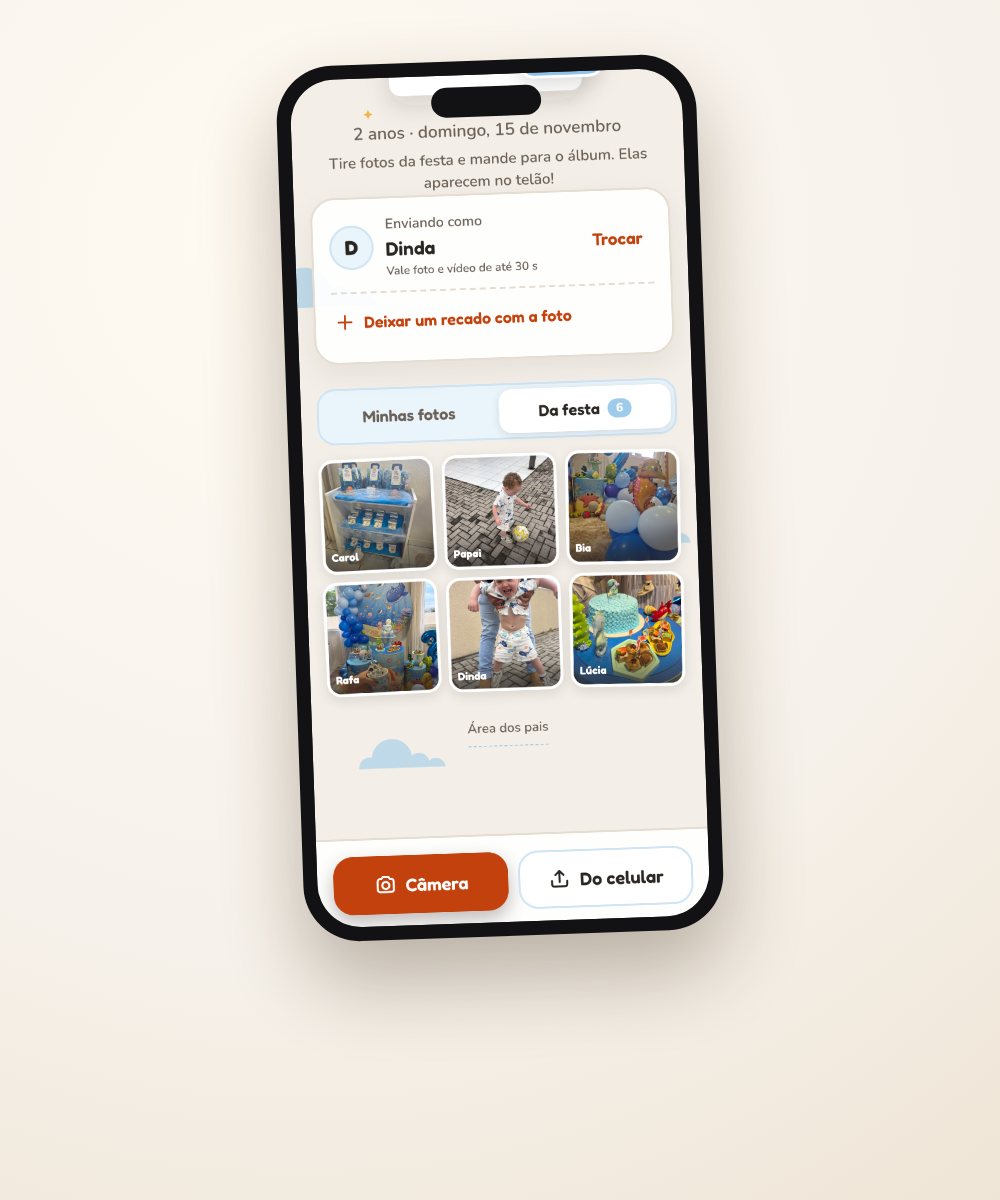 2 anos · domingo, 15 de novembro
Tire fotos da festa e mande para o álbum. Elas
aparecem no telão!
D
Enviando como
Dinda
Vale foto e vídeo de até 30 s
Trocar
+ Deixar um recado com a foto
Minhas fotos
Da festa 6
Carol
Papai
Bia
Rafa
Dinda
Lúcia
Área dos pais
Câmera
Do celular